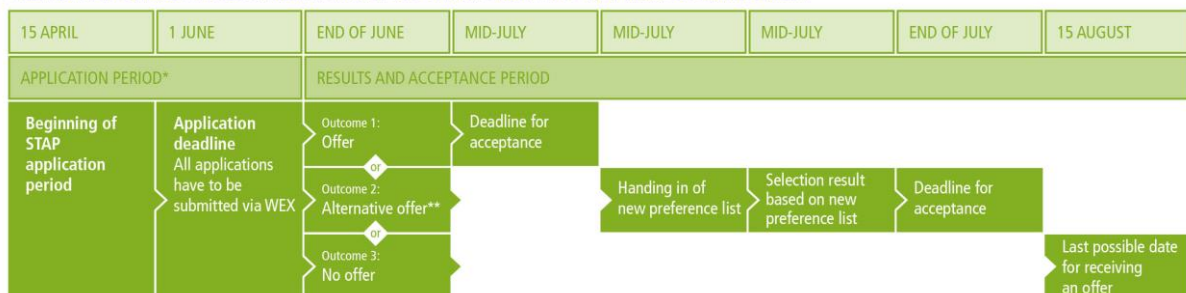 15 APRIL
1 JUNE
END OF JUNE
MID-JULY
MID-JULY
MID-JULY
END OF JULY
15 AUGUST
APPLICATION PERIOD*
RESULTS AND ACCEPTANCE PERIOD
Beginning of
STAP
application
period
Application
deadline
All applications
have to be
submitted via WEX
Outcome 1:
Offer
or
Outcome 2:
Alternative offer**
or
Outcome 3:
No offer
Deadline for
acceptance
Handing in of
new preference list
Selection result
based on new
preference list
Deadline for
acceptance
Last possible date
for receiving
an offer